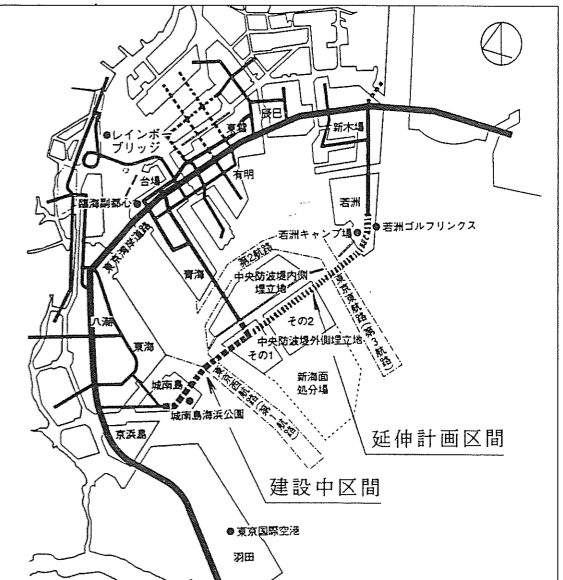 レインボー
ブリッジ
東雲
辰巳
新木場
台場
有明
臨海副都心
若洲
若洲キャンプ場
若洲ゴルフリンクス
東京湾岸道路
青海
第2航路
中央防波堤内側
埋立地
その2
中央防波堤外側埋立地
その1
東京東航路(第3航路)
八潮
東海
新海面
処分場
城南島
城南島海浜公園
東京西航路(第1航路)
京浜島
延伸計画区間
建設中区間
東京国際空港
羽田